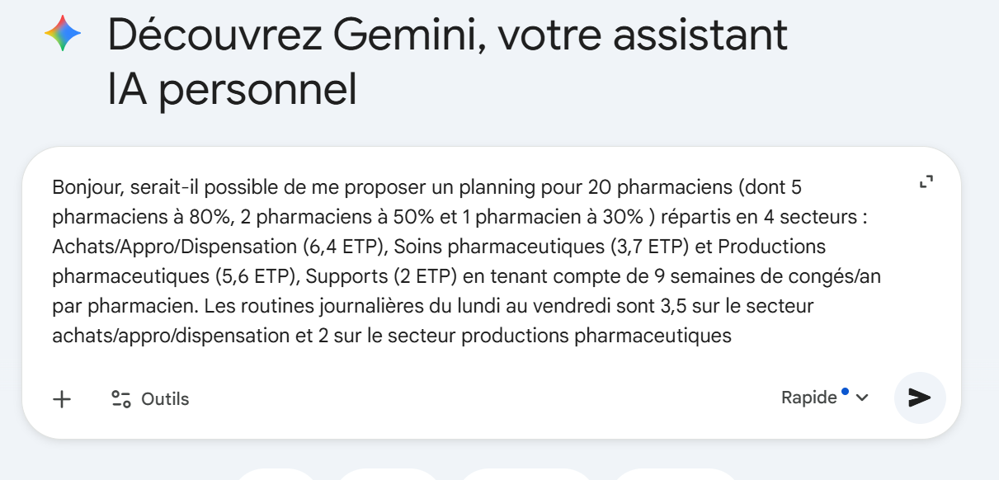 Découvrez Gemini, votre assistant
IA personnel
Bonjour, serait-il possible de me proposer un planning pour 20 pharmaciens (dont 5
pharmaciens à 80%, 2 pharmaciens à 50% et 1 pharmacien à 30% ) répartis en 4 secteurs :
Achats/Appro/Dispensation (6,4 ETP), Soins pharmaceutiques (3,7 ETP) et Productions
pharmaceutiques (5,6 ETP), Supports (2 ETP) en tenant compte de 9 semaines de congés/an
par pharmacien. Les routines journalières du lundi au vendredi sont 3,5 sur le secteur
achats/appro/dispensation et 2 sur le secteur productions pharmaceutiques
Outils
Rapide